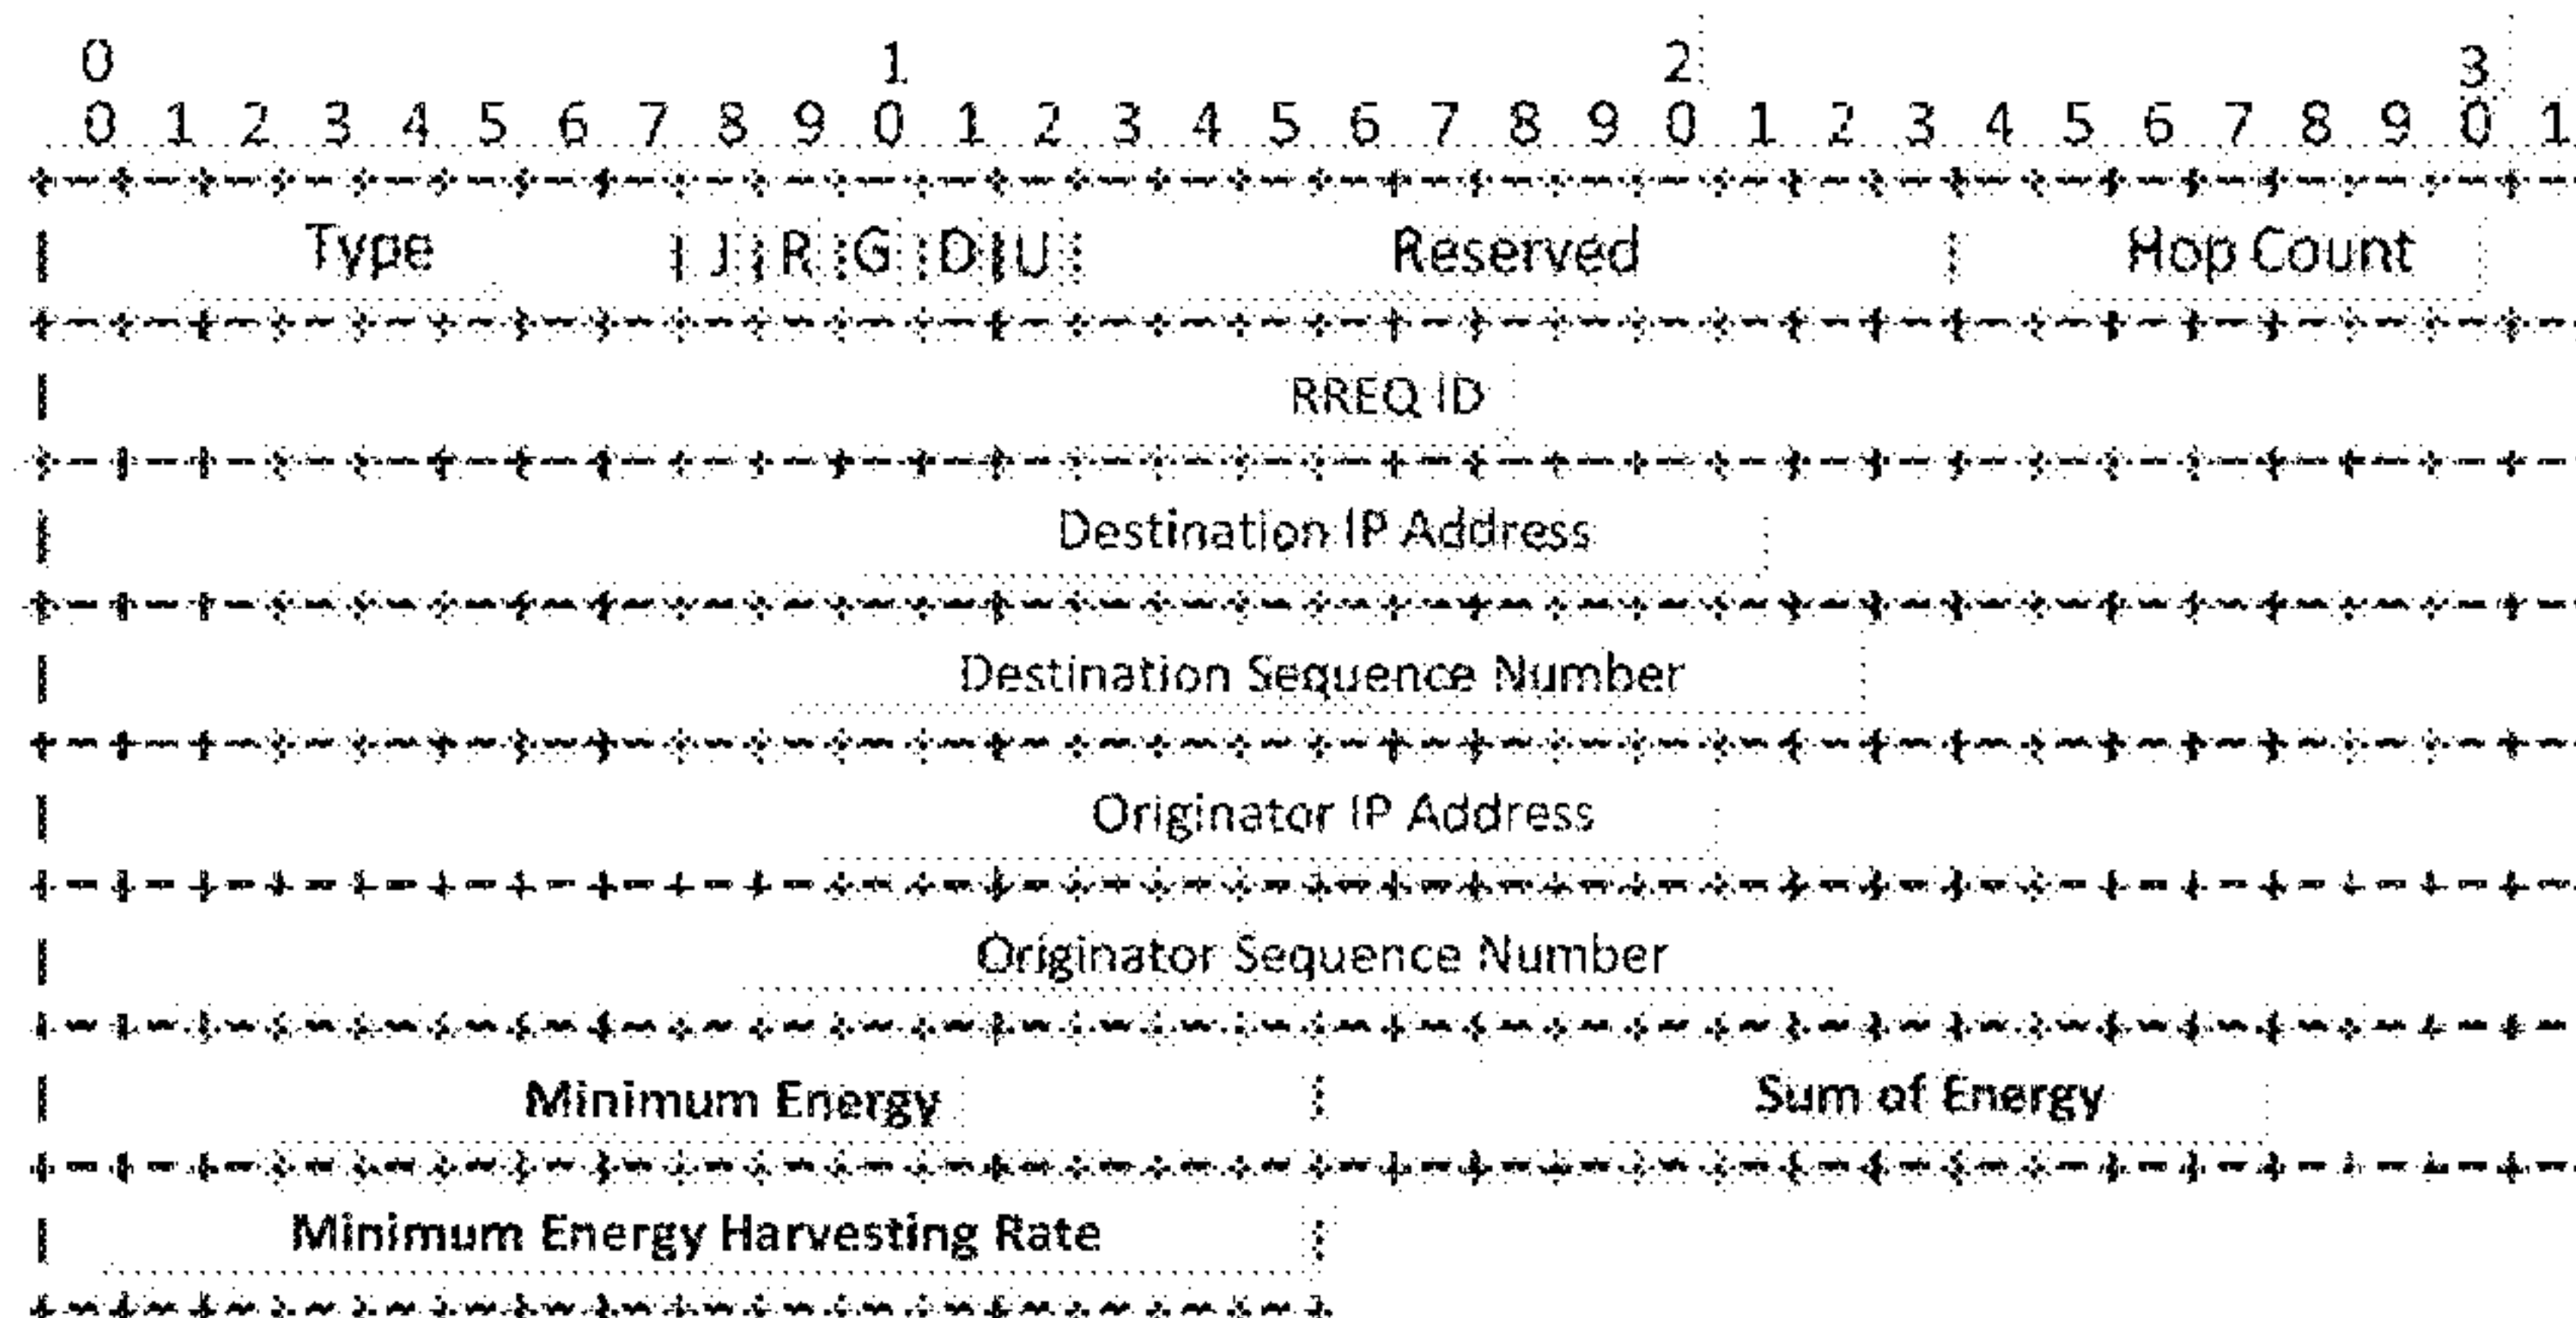 0 1 2 3
0 1 2 3 4 5 6 7 8 9 0 1 2 3 4 5 6 7 8 9 0 1 2 3 4 5 6 7 8 9 0 1
+-+-+-+-+-+-+-+-+-+-+-+-+-+-+-+-+-+-+-+-+-+-+-+-+-+-+-+-+-+-+-+-
| Type |J|R|G|D|U| Reserved | Hop Count
+-+-+-+-+-+-+-+-+-+-+-+-+-+-+-+-+-+-+-+-+-+-+-+-+-+-+-+-+-+-+-+-
| RREQ ID
+-+-+-+-+-+-+-+-+-+-+-+-+-+-+-+-+-+-+-+-+-+-+-+-+-+-+-+-+-+-+-+-
| Destination IP Address
+-+-+-+-+-+-+-+-+-+-+-+-+-+-+-+-+-+-+-+-+-+-+-+-+-+-+-+-+-+-+-+-
| Destination Sequence Number
+-+-+-+-+-+-+-+-+-+-+-+-+-+-+-+-+-+-+-+-+-+-+-+-+-+-+-+-+-+-+-+-
| Originator IP Address
+-+-+-+-+-+-+-+-+-+-+-+-+-+-+-+-+-+-+-+-+-+-+-+-+-+-+-+-+-+-+-+-
| Originator Sequence Number
+-+-+-+-+-+-+-+-+-+-+-+-+-+-+-+-+-+-+-+-+-+-+-+-+-+-+-+-+-+-+-+-
| Minimum Energy | Sum of Energy
+-+-+-+-+-+-+-+-+-+-+-+-+-+-+-+-+-+-+-+-+-+-+-+-+-+-+-+-+-+-+-+-
| Minimum Energy Harvesting Rate |
+-+-+-+-+-+-+-+-+-+-+-+-+-+-+-+-+